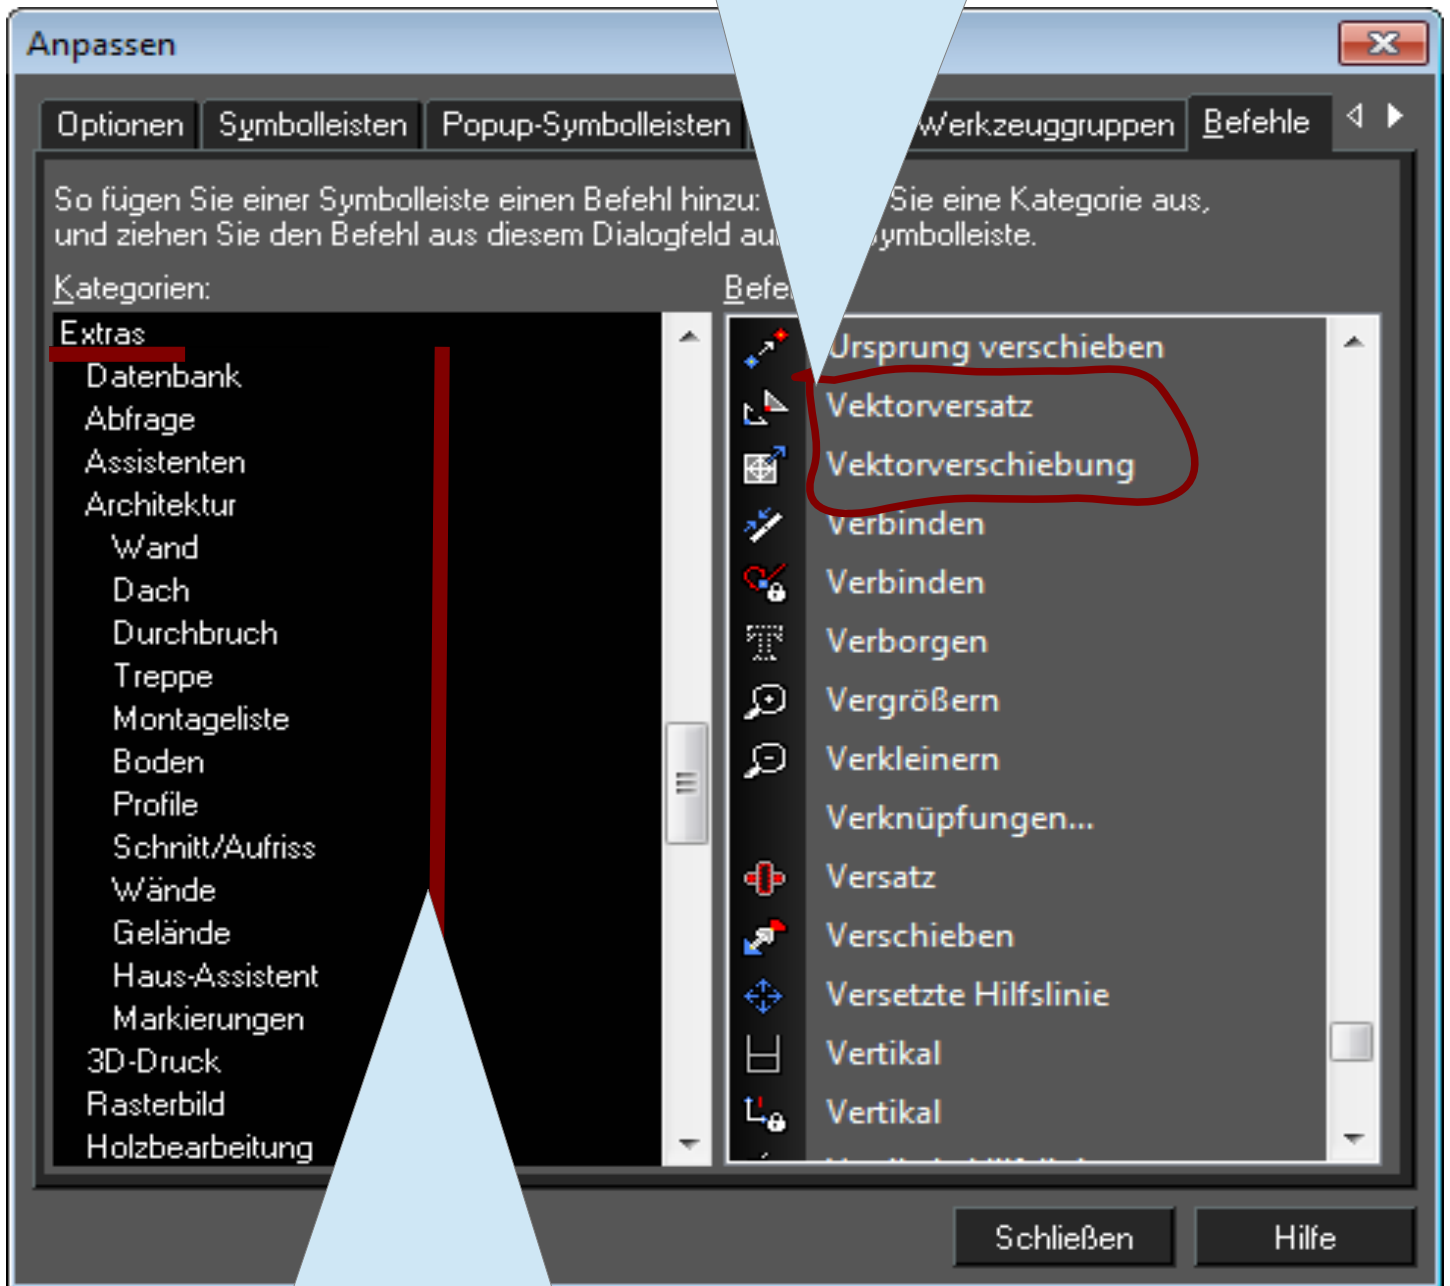 Anpassen
Optionen Symbolleisten Popup-Symbolleisten Werkzeuggruppen Befehle
So fügen Sie einer Symbolleiste einen Befehl hinzu: Sie eine Kategorie aus,
und ziehen Sie den Befehl aus diesem Dialogfeld
Kategorien:
Extras
Datenbank
Abfrage
Assistenten
Architektur
Wand
Dach
Durchbruch
Treppe
Montageliste
Boden
Profile
Schnitt/Aufriss
Wände
Gelände
Haus-Assistent
Markierungen
3D-Druck
Rasterbild
Holzbearbeitung
Ursprung verschieben
Vektorversatz
Vektorverschiebung
Verbinden
Verbinden
Verborgen
Vergrößern
Verkleinern
Verknüpfungen...
Versatz
Verschieben
Versetzte Hilfslinie
Vertikal
Vertikal
Schließen Hilfe